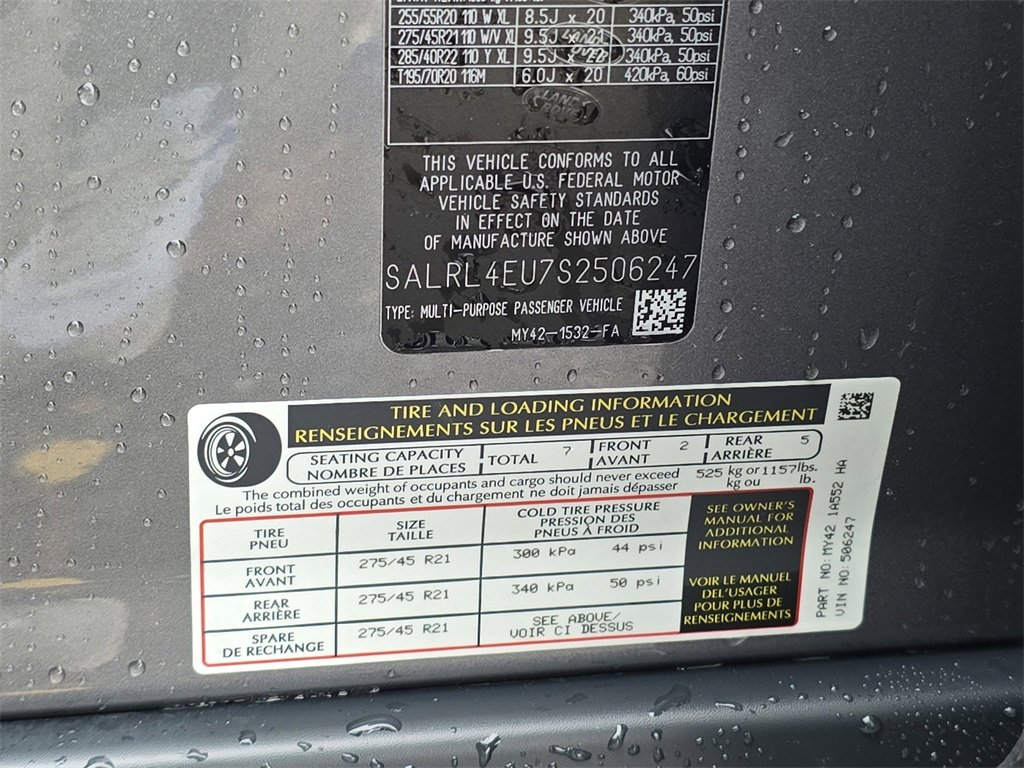 255/55R20 110 W XL 8.5J x 20 340kPa, 50psi
275/45R21 110 W/V XL 9.5J x 21 340kPa, 50psi
285/40R22 110 Y XL 9.5J x 22 340kPa, 50psi
T195/70R20 116M 6.0J x 20 420kPa, 60psi
LAND ROVER
THIS VEHICLE CONFORMS TO ALL
APPLICABLE U.S. FEDERAL MOTOR
VEHICLE SAFETY STANDARDS
IN EFFECT ON THE DATE
OF MANUFACTURE SHOWN ABOVE
SALRL4EU7S2506247
TYPE: MULTI-PURPOSE PASSENGER VEHICLE
MY42-1532-FA
TIRE AND LOADING INFORMATION
RENSEIGNEMENTS SUR LES PNEUS ET LE CHARGEMENT
SEATING CAPACITY
NOMBRE DE PLACES
TOTAL 7
FRONT
AVANT
2
REAR
ARRIÈRE
5
The combined weight of occupants and cargo should never exceed 525 kg or 1157 lbs.
Le poids total des occupants et du chargement ne doit jamais dépasser kg ou lb.
TIRE
PNEU
SIZE
TAILLE
COLD TIRE PRESSURE
PRESSION DES
PNEUS À FROID
FRONT
AVANT
275/45 R21
300 kPa 44 psi
REAR
ARRIÈRE
275/45 R21
340 kPa 50 psi
SPARE
DE RECHANGE
275/45 R21
SEE ABOVE/
VOIR CI DESSUS
SEE OWNER'S
MANUAL FOR
ADDITIONAL
INFORMATION
VOIR LE MANUEL
DEL'USAGER
POUR PLUS DE
RENSEIGNEMENTS
PART NO: MY42 1A552 HA
VIN NO: 506247